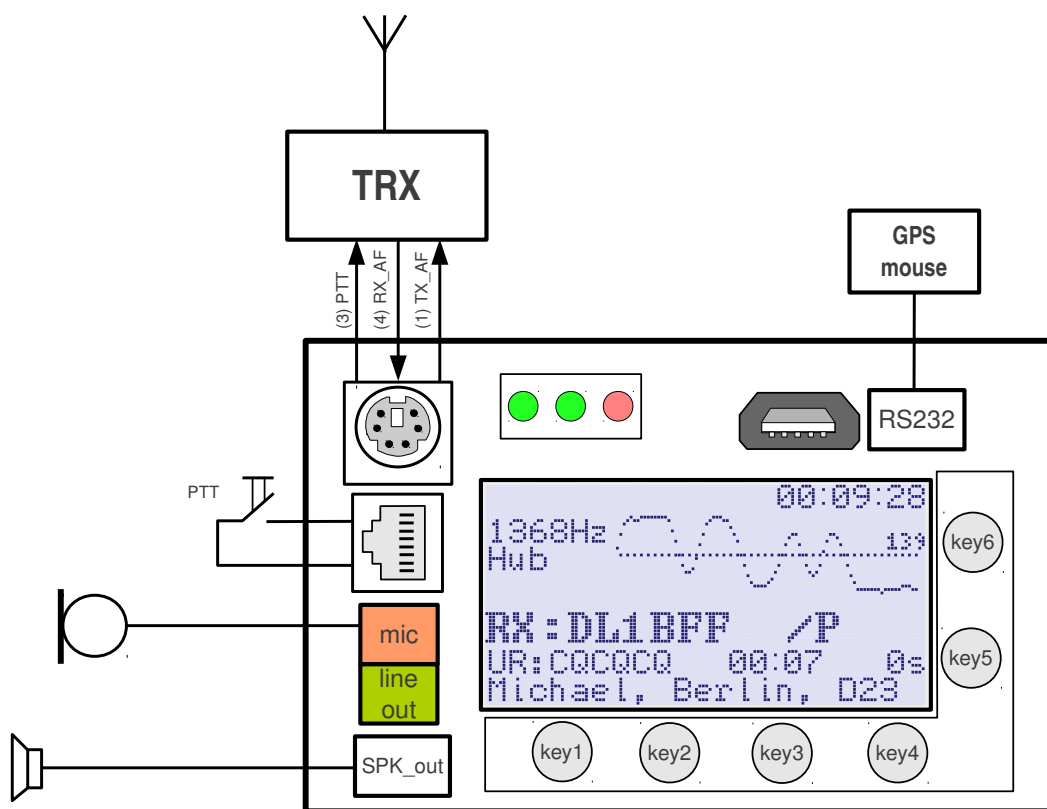 TRX
GPS
mouse
(3) PTT
(4) RX_AF
(1) TX_AF
RS232
PTT
00:09:28
1368Hz
139
Hub
key6
RX:DL1BFF /P
UR:CQCQCQ 00:07 0s
Michael, Berlin, D23
key5
mic
line
out
SPK_out
key1
key2
key3
key4